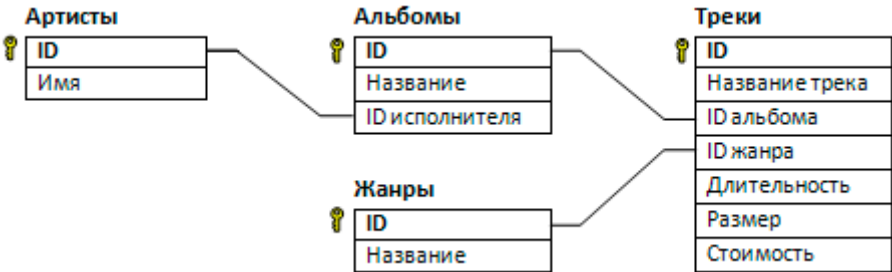 Артисты
ID
Имя
Альбомы
ID
Название
ID исполнителя
Жанры
ID
Название
Треки
ID
Название трека
ID альбома
ID жанра
Длительность
Размер
Стоимость